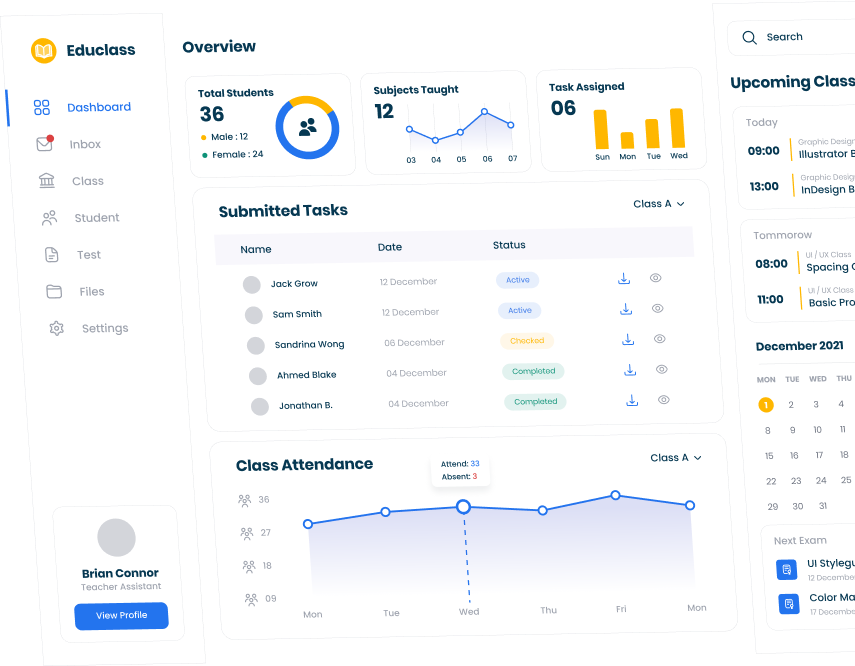 Educlass
Dashboard
Inbox
Class
Student
Test
Files
Settings
Brian Connor
Teacher Assistant
View Profile
Overview
Total Students
36
Male : 12
Female : 24
Subjects Taught
12
03 04 05 06 07
Task Assigned
06
Sun Mon Tue Wed
Submitted Tasks
Class A
Name Date Status
Jack Grow 12 December Active
Sam Smith 12 December Active
Sandrina Wong 06 December Checked
Ahmed Blake 04 December Completed
Jonathan B. 04 December Completed
Class Attendance
Class A
Attend: 33
Absent: 3
36
27
18
09
Mon Tue Wed Thu Fri Mon
Search
Upcoming Class
Today
09:00
Graphic Design
Illustrator B
13:00
Graphic Design
InDesign B
Tommorow
08:00
UI / UX Class
Spacing
11:00
UI / UX Class
Basic Pro
December 2021
MON TUE WED THU
1 2 3 4
8 9 10 11
15 16 17 18
22 23 24 25
29 30 31
Next Exam
UI Stylegu
12 December
Color Ma
17 December